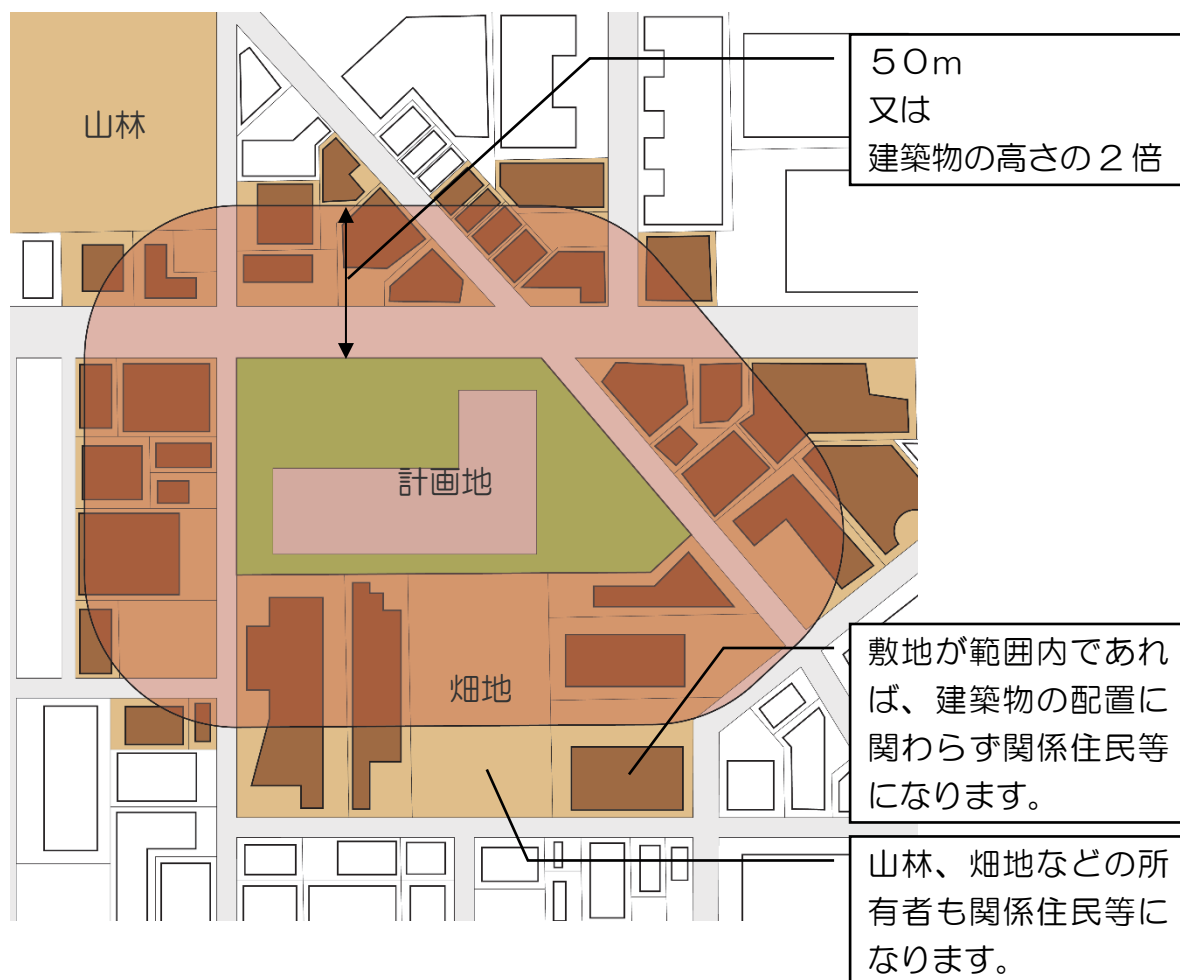 50m
又は
建築物の高さの2倍
山林
計画地
畑地
敷地が範囲内であれ
ば、建築物の配置に
関わらず関係住民等
になります。
山林、畑地などの所
有者も関係住民等に
なります。